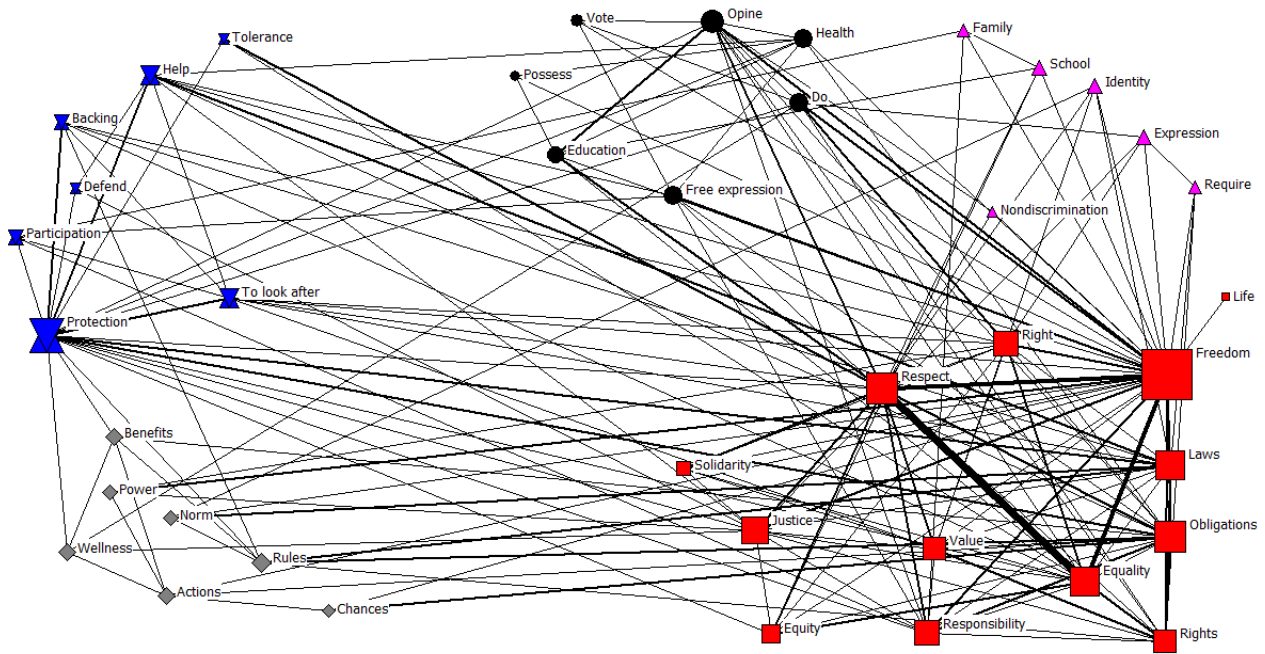 Vote
Opine
Health
Family
School
Identity
Expression
Require
Nondiscrimination
Tolerance
Help
Possess
Do
Backing
Education
Defend
Free expression
Participation
To look after
Protection
Life
Right
Freedom
Respect
Benefits
Laws
Solidarity
Power
Norm
Justice
Obligations
Value
Wellness
Rules
Equality
Actions
Chances
Equity
Responsibility
Rights